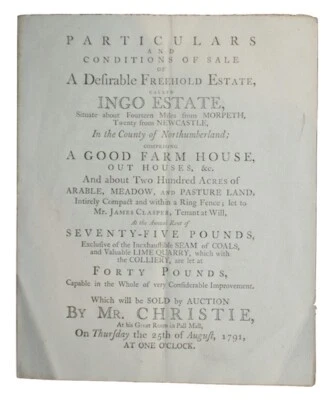 PARTICULARS
AND
CONDITIONS OF SALE
OF
A Desirable FREEHOLD ESTATE,
CALLED
INGO ESTATE,
Situate about Fourteen Miles from MORPETH,
Twenty from NEWCASTLE,
In the County of Northumberland;
COMPRISING
A GOOD FARM HOUSE,
OUT HOUSES, &c.
And about Two Hundred Acres of
ARABLE, MEADOW, AND PASTURE LAND,
Intirely Compact and within a Ring Fence; let to
Mr. JAMES CLASPER, Tenant at Will,
At the Annual Rent of
SEVENTY-FIVE POUNDS,
Exclusive of the Inexhaustible SEAM of COALS,
and Valuable LIME QUARRY, which with
the COLLIERY, are let at
FORTY POUNDS,
Capable in the Whole of very Considerable Improvement.
Which will be SOLD by AUCTION
BY MR. CHRISTIE,
At his Great Room in Pall Mall,
On Thursday the 25th of August, 1791,
AT ONE O'CLOCK.